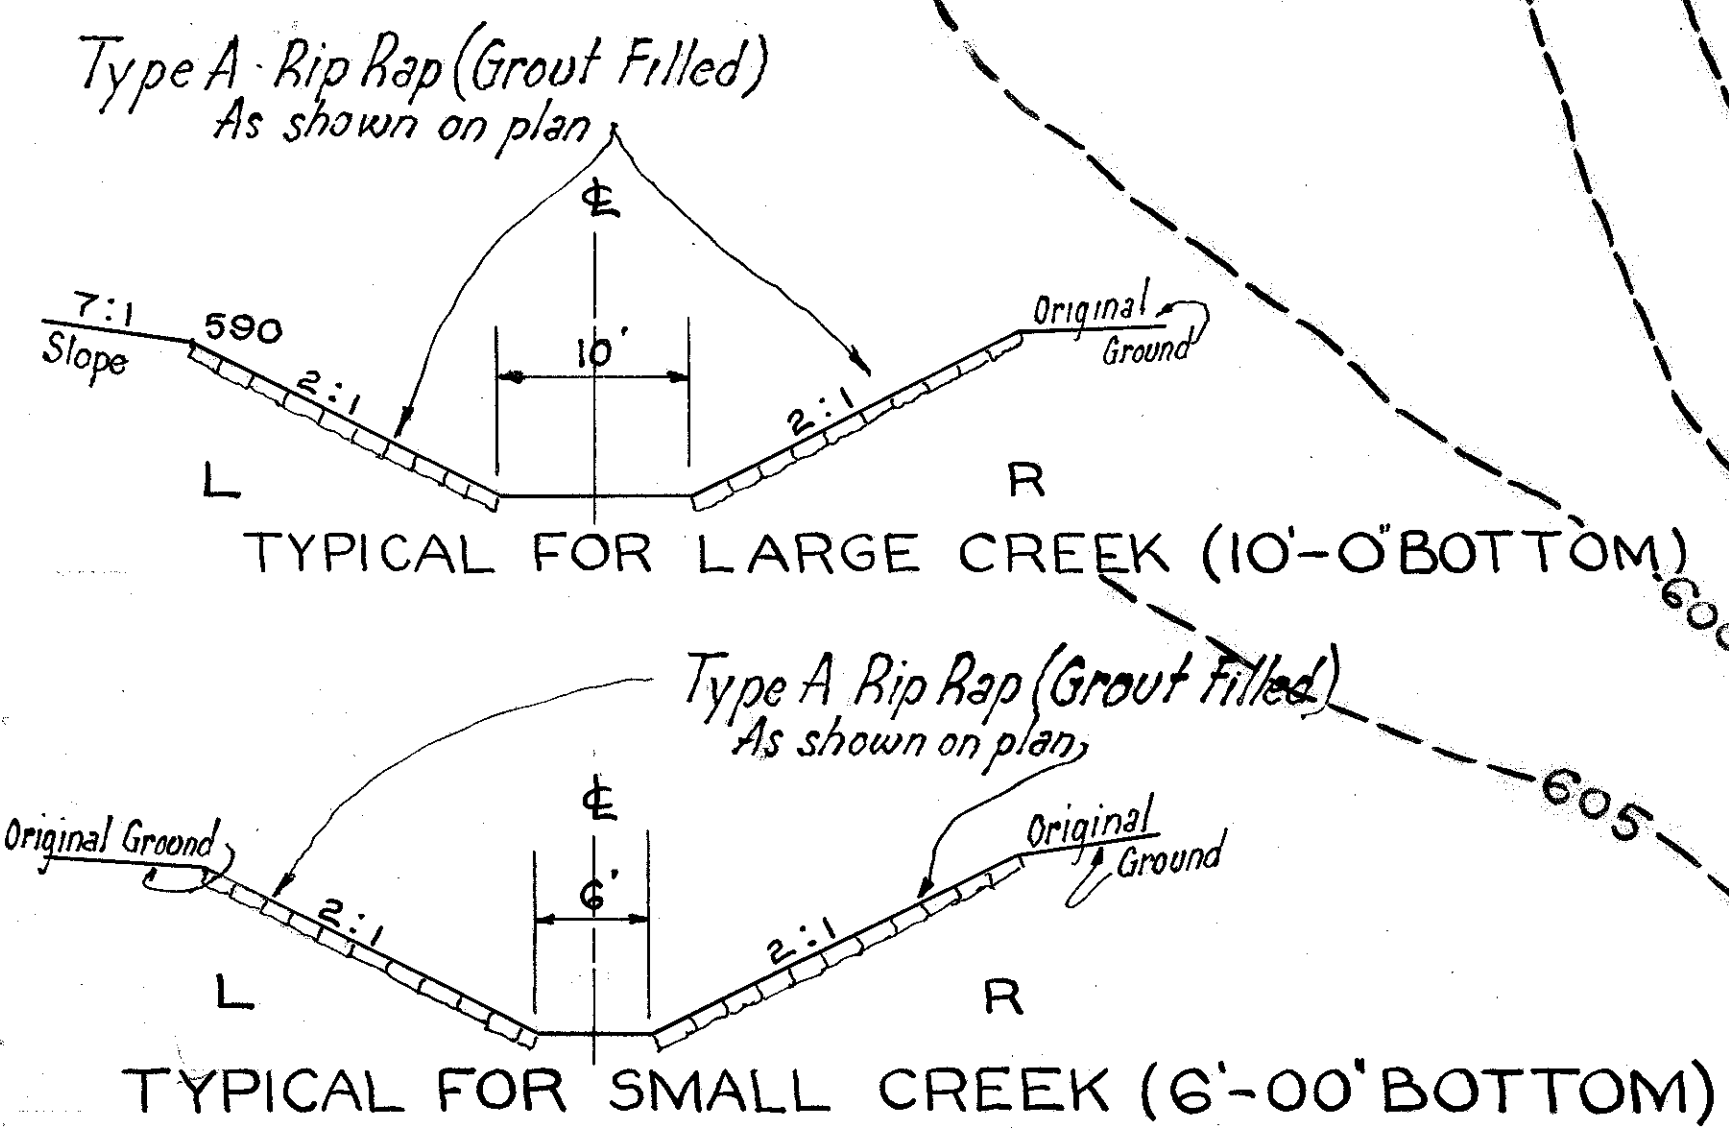 Type A Rip Rap (Grout Filled)
As shown on plan
℄
7:1
Slope
590
2:1
10'
2:1
Original
Ground
L
R
TYPICAL FOR LARGE CREEK (10'-0" BOTTOM)
600
Type A Rip Rap (Grout Filled)
As shown on plan
℄
605
Original Ground
2:1
6'
2:1
Original
Ground
L
R
TYPICAL FOR SMALL CREEK (6'-00" BOTTOM)